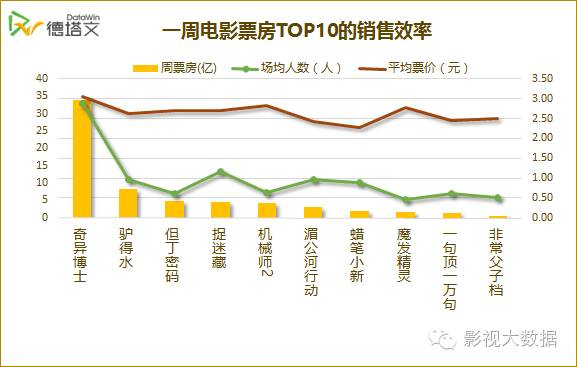 DataWin
德塔文
一周电影票房TOP10的销售效率
周票房(亿) 场均人数（人） 平均票价（元）
40 3.50
35 3.00
30 2.50
25 2.00
20 1.50
15 1.00
10 0.50
5 0.00
0
奇异博士
驴得水
但丁密码
捉迷藏
机械师2
湄公河行动
蜡笔小新
魔发精灵
一句顶一万句
非常父子档
影视大数据